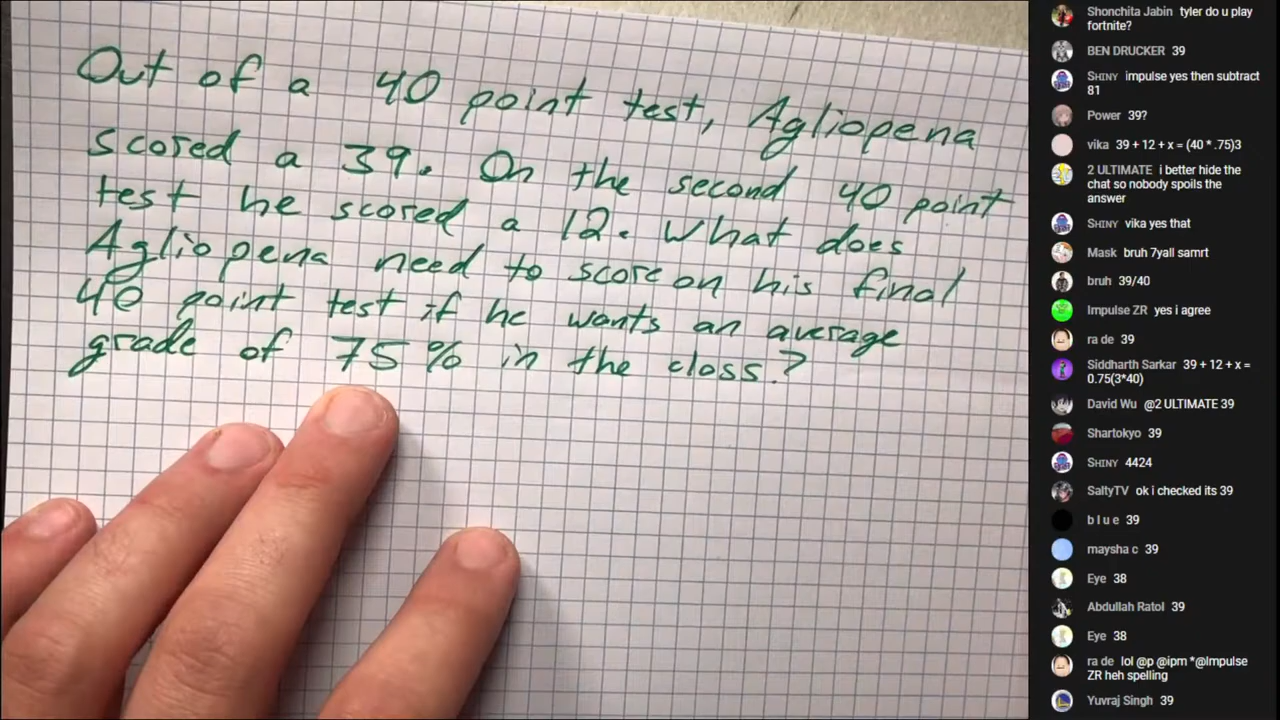 Out of a 40 point test, Agliopena
scored a 39. On the second 40 point
test he scored a 12. What does
Agliopena need to score on his final
40 point test if he wants an average
grade of 75% in the class?
Shonchita Jabin tyler do u play
fortnite?
BEN DRUCKER 39
SHINY impulse yes then subtract
81
Power 39?
vika 39 + 12 + x = (40 * .75)3
2 ULTIMATE i better hide the
chat so nobody spoils the
answer
SHINY vika yes that
Mask bruh 7yall samrt
bruh 39/40
Impulse ZR yes i agree
ra de 39
Siddharth Sarkar 39 + 12 + x =
0.75(3*40)
David Wu @2 ULTIMATE 39
Shartokyo 39
SHINY 4424
SaltyTV ok i checked its 39
b l u e 39
maysha c 39
Eye 38
Abdullah Ratol 39
Eye 38
ra de lol @p @ipm *@Impulse
ZR heh spelling
Yuvraj Singh 39